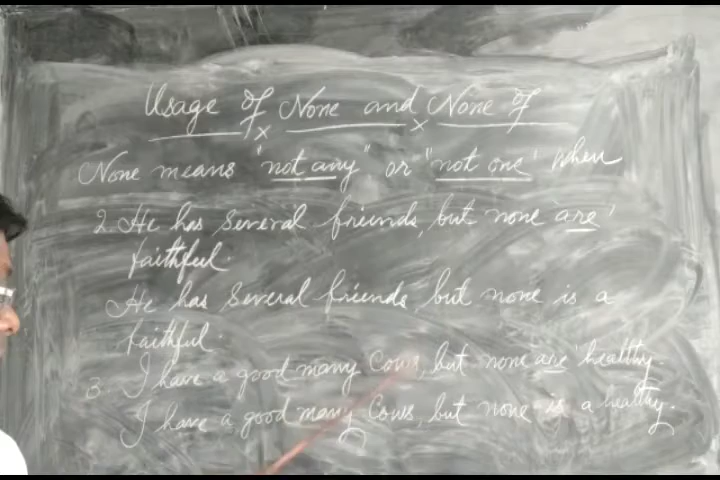 Usage of None and None of
None means "not any" or "not one" when
2. He has several friends, but none 'are'
faithful.
He has several friends, but none is a
faithful.
3. I have a good many Cows, but none 'are' healthy.
I have a good many Cows, but none is a healthy.